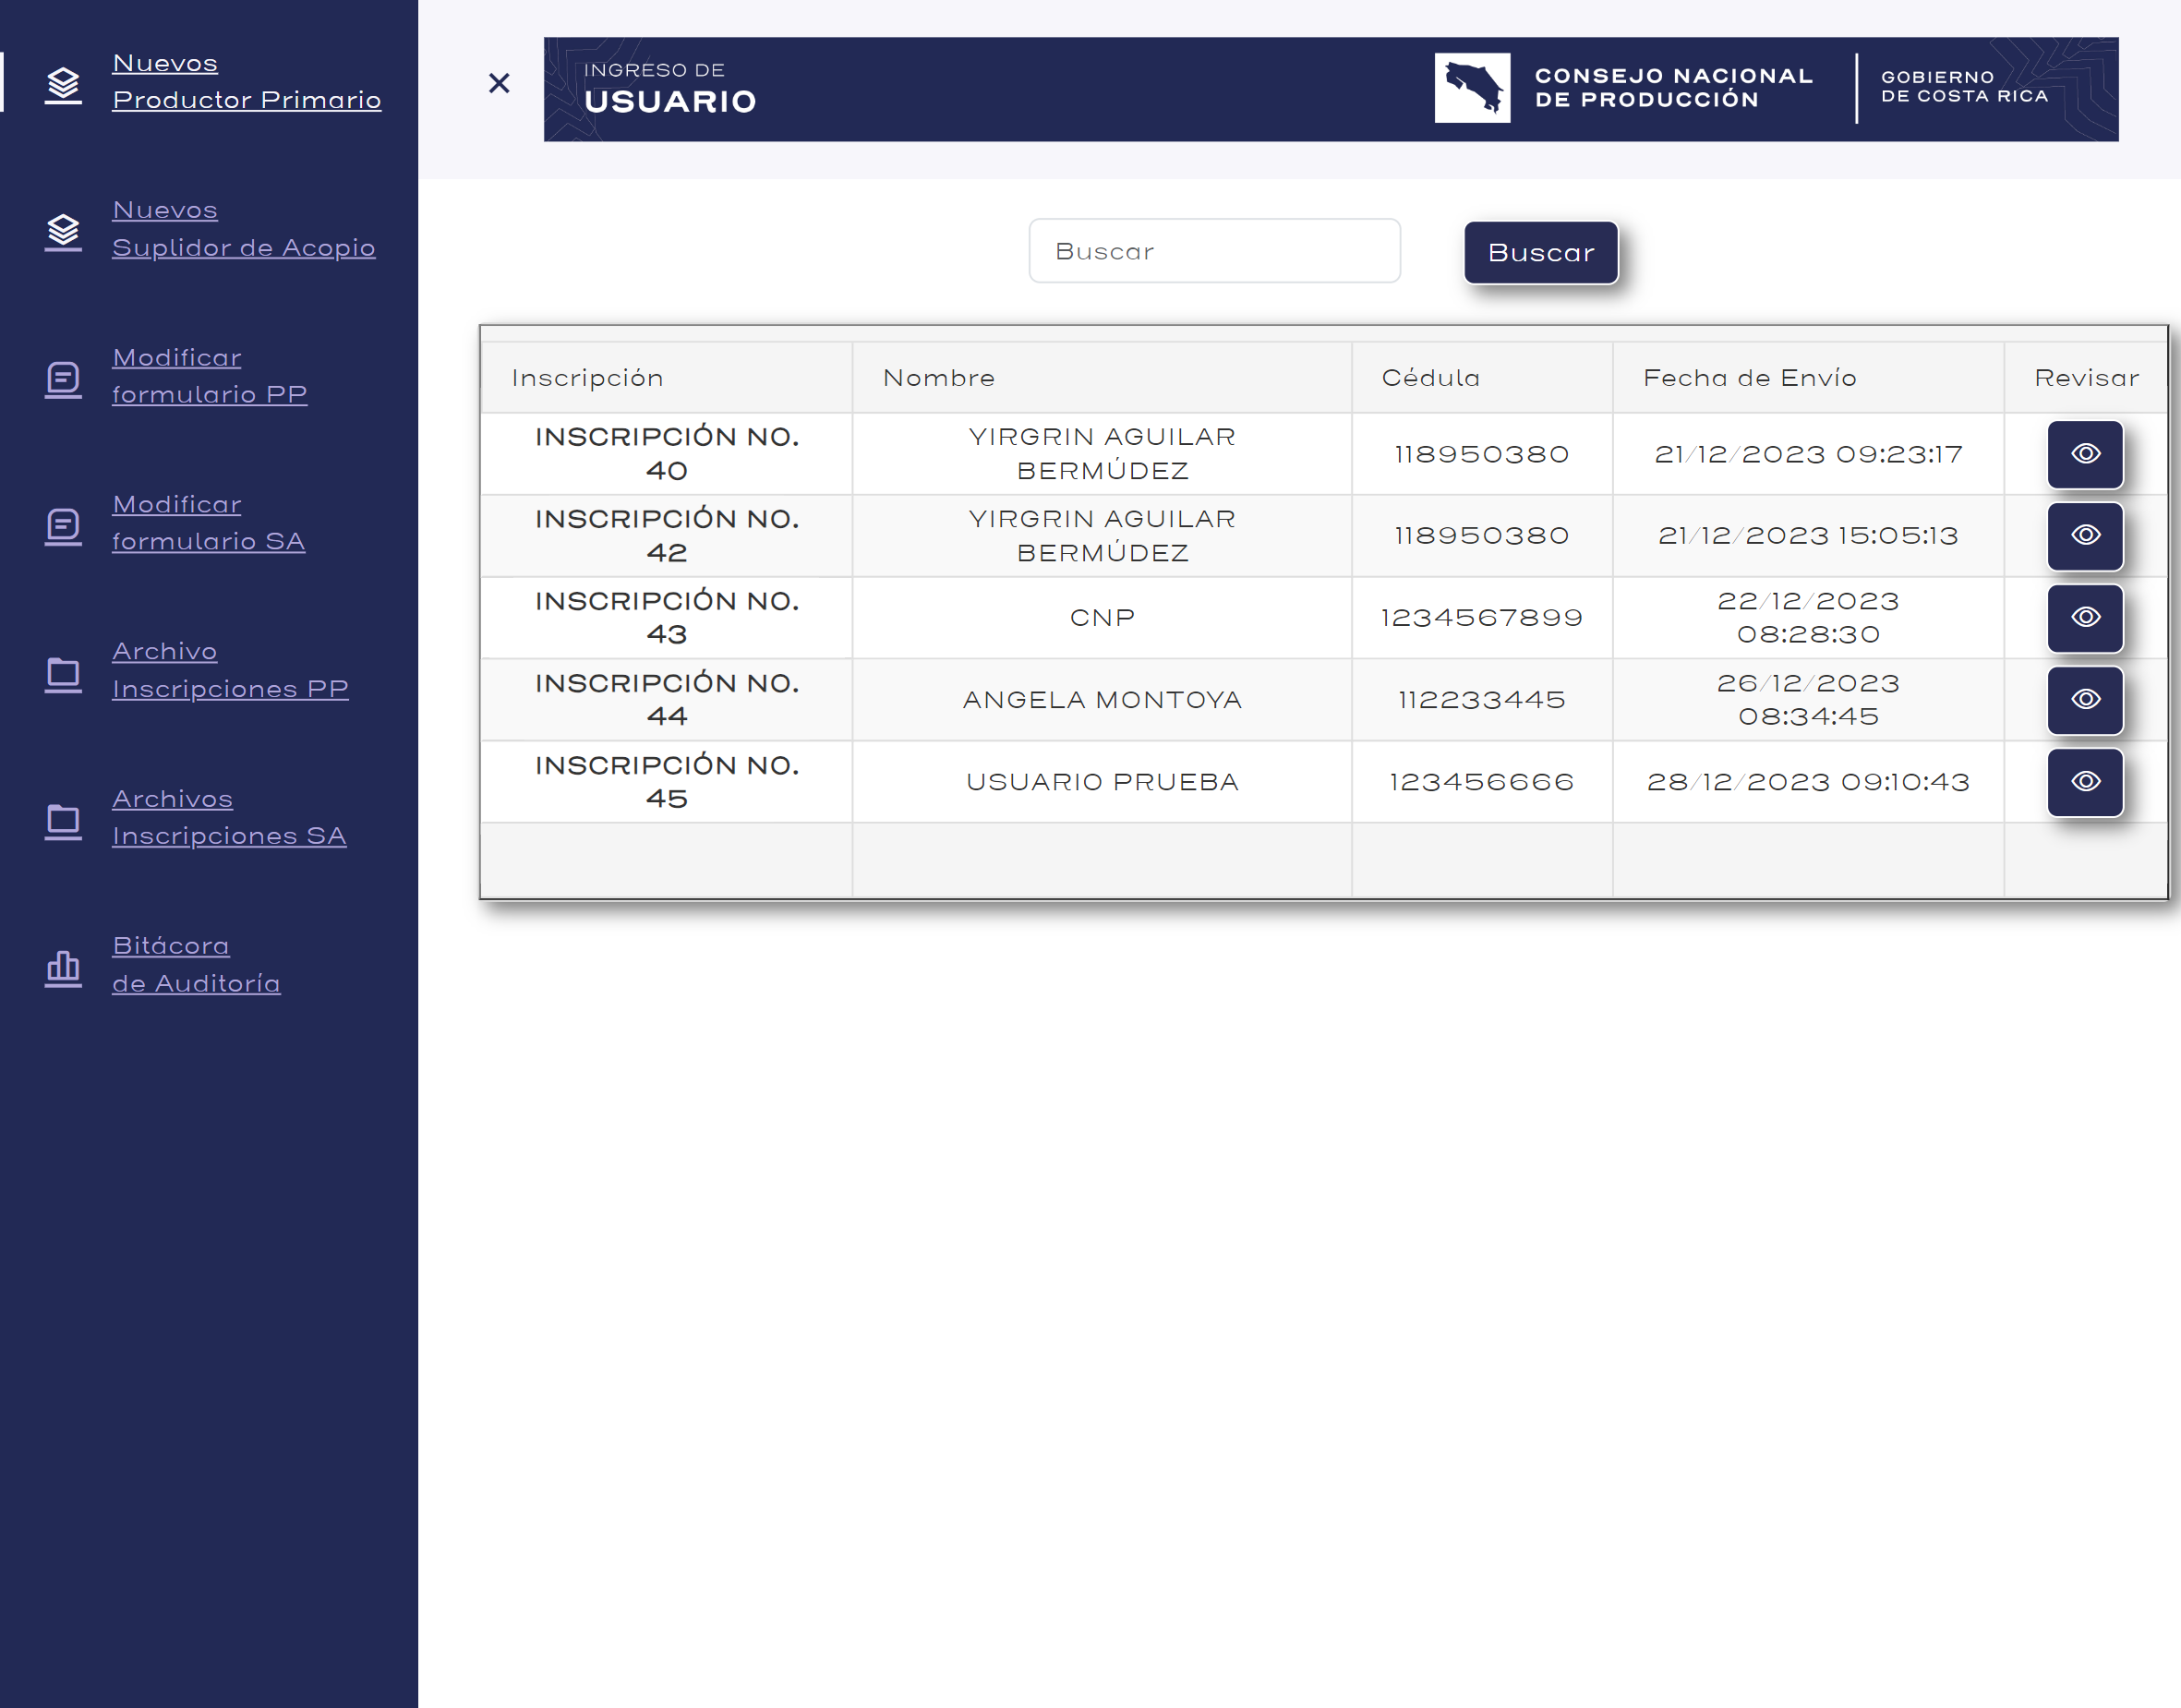 Nuevos
Productor Primario
Nuevos
Suplidor de Acopio
Modificar
formulario PP
Modificar
formulario SA
Archivo
Inscripciones PP
Archivos
Inscripciones SA
Bitácora
de Auditoría
INGRESO DE
USUARIO
CONSEJO NACIONAL
DE PRODUCCIÓN
GOBIERNO
DE COSTA RICA
Buscar
Buscar
Inscripción Nombre Cédula Fecha de Envío Revisar
INSCRIPCIÓN NO.
40
YIRGRIN AGUILAR
BERMÚDEZ
118950380
21/12/2023 09:23:17
INSCRIPCIÓN NO.
42
YIRGRIN AGUILAR
BERMÚDEZ
118950380
21/12/2023 15:05:13
INSCRIPCIÓN NO.
43
CNP
1234567899
22/12/2023
08:28:30
INSCRIPCIÓN NO.
44
ANGELA MONTOYA
112233445
26/12/2023
08:34:45
INSCRIPCIÓN NO.
45
USUARIO PRUEBA
123456666
28/12/2023 09:10:43